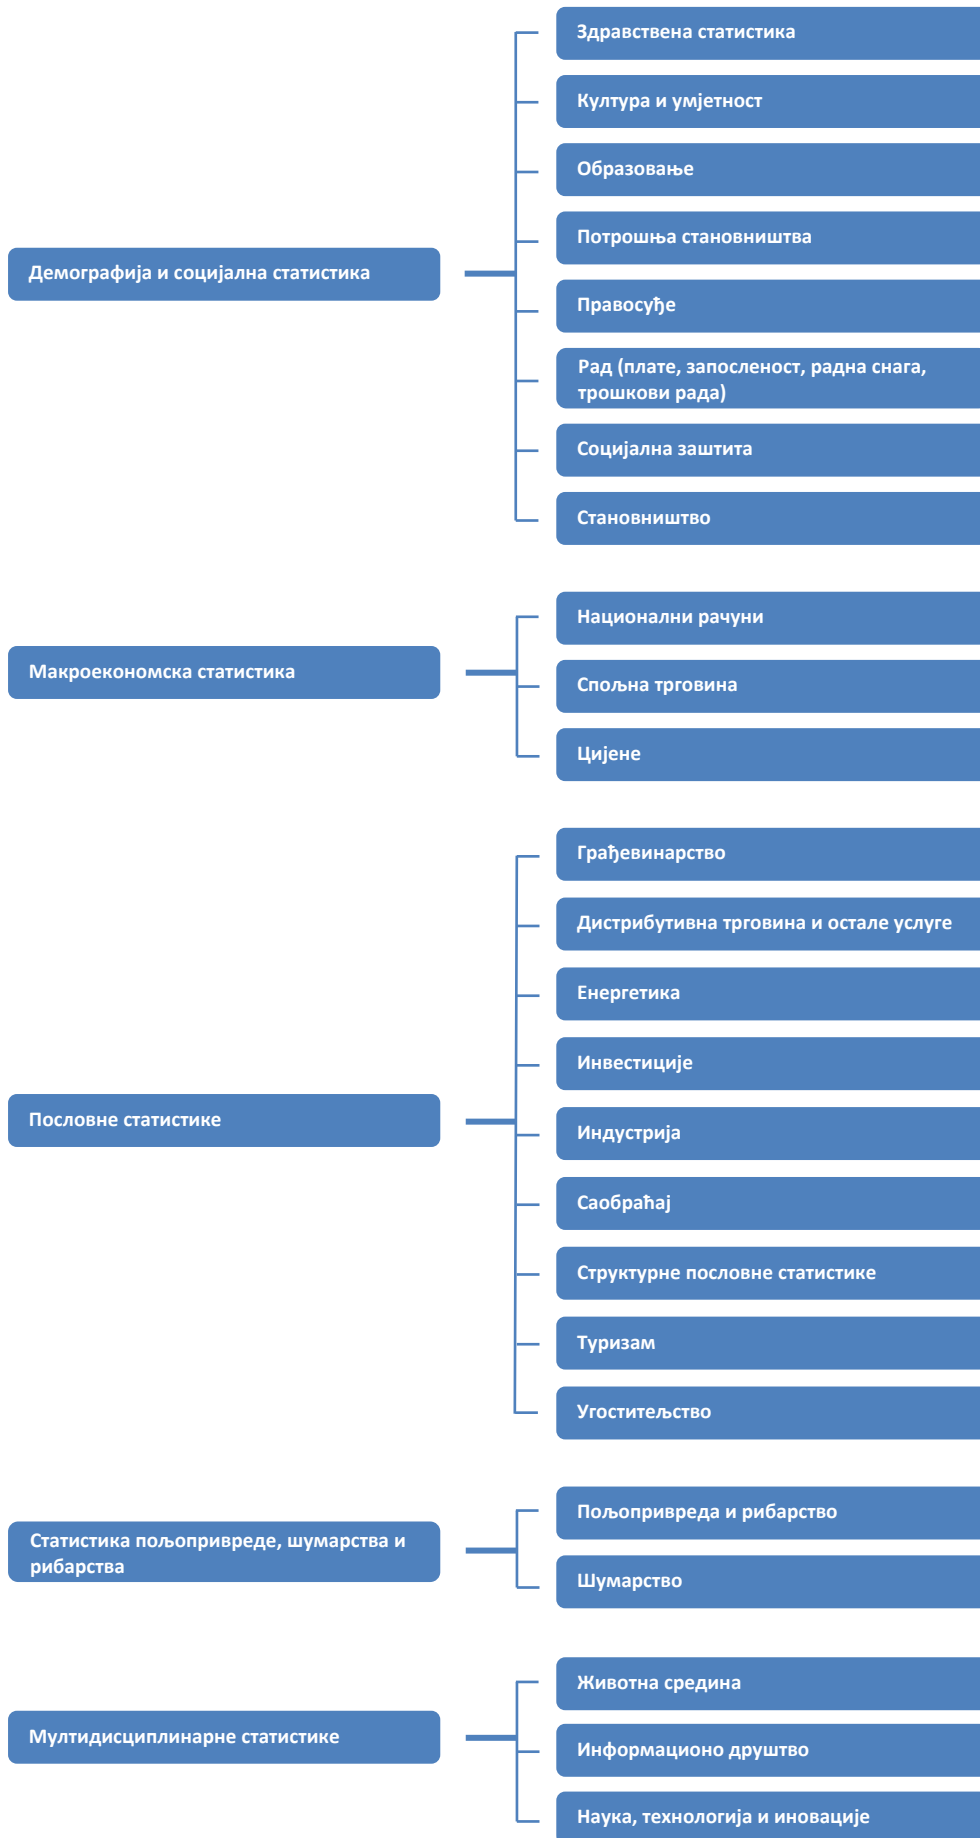 Демографија и социјална статистика
Здравствена статистика
Култура и умјетност
Образовање
Потрошња становништва
Правосуђе
Рад (плате, запосленост, радна снага,
трошкови рада)
Социјална заштита
Становништво
Макроекономска статистика
Национални рачуни
Спољна трговина
Цијене
Пословне статистике
Грађевинарство
Дистрибутивна трговина и остале услуге
Енергетика
Инвестиције
Индустрија
Саобраћај
Структурне пословне статистике
Туризам
Угоститељство
Статистика пољопривреде, шумарства и
рибарства
Пољопривреда и рибарство
Шумарство
Мултидисциплинарне статистике
Животна средина
Информационо друштво
Наука, технологија и иновације